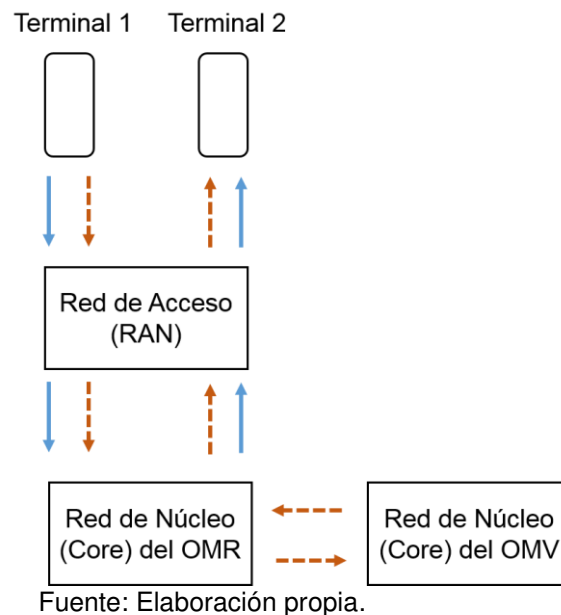 Terminal 1
Terminal 2
Red de Acceso
(RAN)
Red de Núcleo
(Core) del OMR
Red de Núcleo
(Core) del OMV
Fuente: Elaboración propia.